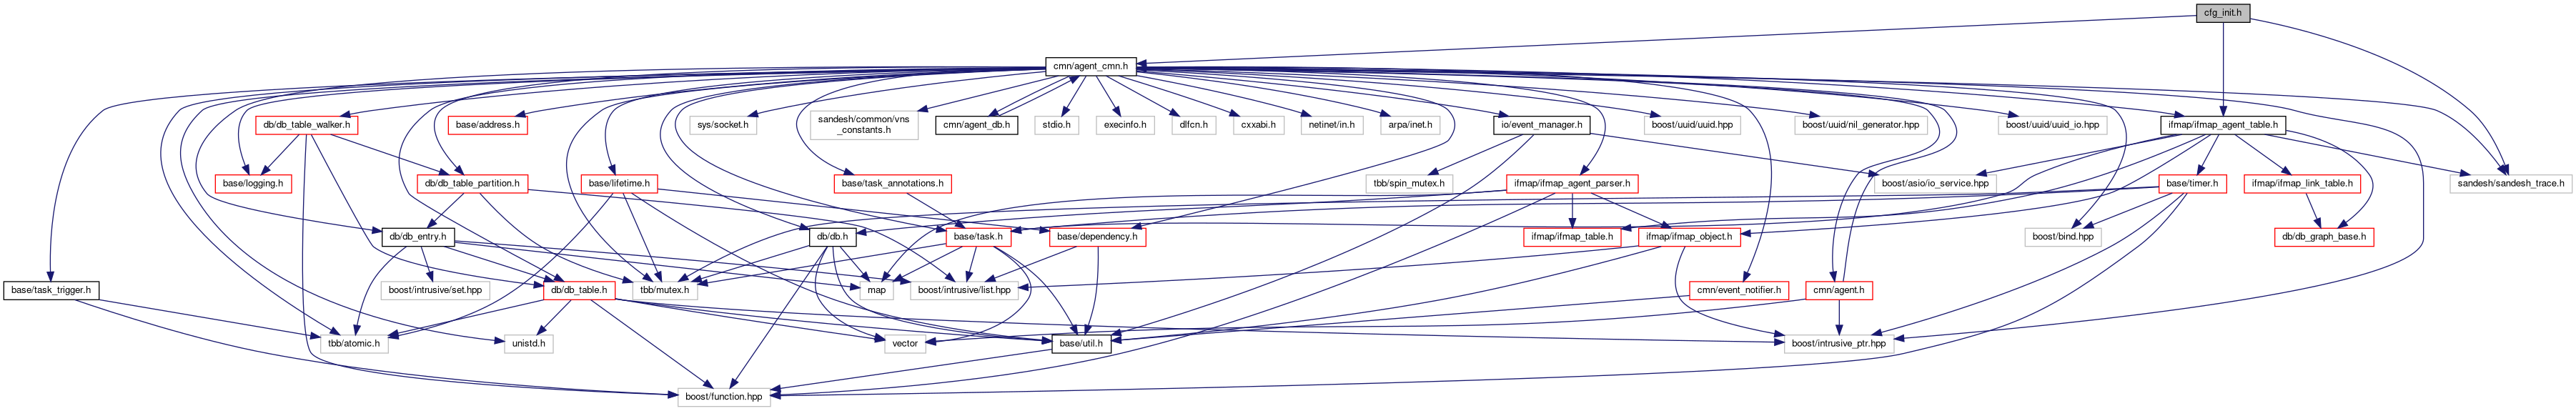 cfg_init.h
cmn/agent_cmn.h
db/db_table_walker.h
base/address.h
sys/socket.h
sandesh/common/vns
_constants.h
cmn/agent_db.h
stdio.h
execinfo.h
dlfcn.h
cxxabi.h
netinet/in.h
arpa/inet.h
io/event_manager.h
boost/uuid/uuid.hpp
boost/uuid/nil_generator.hpp
boost/uuid/uuid_io.hpp
ifmap/ifmap_agent_table.h
base/logging.h
db/db_table_partition.h
base/lifetime.h
base/task_annotations.h
tbb/spin_mutex.h
ifmap/ifmap_agent_parser.h
boost/asio/io_service.hpp
base/timer.h
ifmap/ifmap_link_table.h
sandesh/sandesh_trace.h
db/db_entry.h
db/db.h
base/task.h
base/dependency.h
ifmap/ifmap_table.h
ifmap/ifmap_object.h
boost/bind.hpp
db/db_graph_base.h
base/task_trigger.h
boost/intrusive/set.hpp
db/db_table.h
tbb/mutex.h
map
boost/intrusive/list.hpp
cmn/event_notifier.h
cmn/agent.h
tbb/atomic.h
unistd.h
vector
base/util.h
boost/intrusive_ptr.hpp
boost/function.hpp